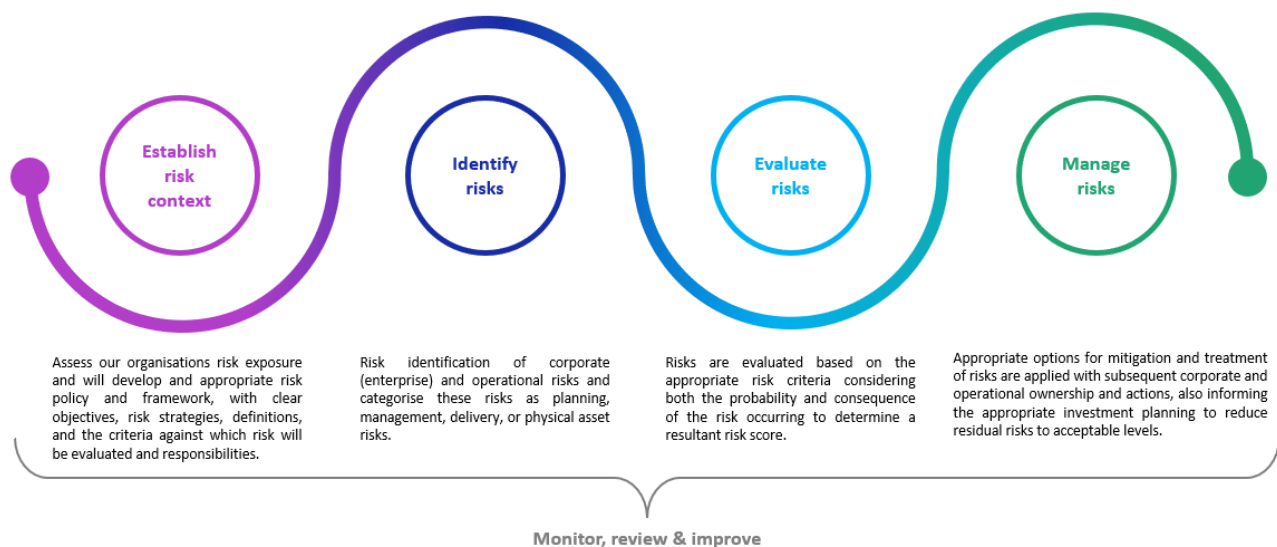 Establish
risk
context
Identify
risks
Evaluate
risks
Manage
risks
Assess our organisations risk exposure
and will develop and appropriate risk
policy and framework, with clear
objectives, risk strategies, definitions,
and the criteria against which risk will
be evaluated and responsibilities.
Risk identification of corporate
(enterprise) and operational risks and
categorise these risks as planning,
management, delivery, or physical asset
risks.
Risks are evaluated based on the
appropriate risk criteria considering
both the probability and consequence
of the risk occurring to determine a
resultant risk score.
Appropriate options for mitigation and treatment
of risks are applied with subsequent corporate and
operational ownership and actions, also informing
the appropriate investment planning to reduce
residual risks to acceptable levels.
Monitor, review & improve